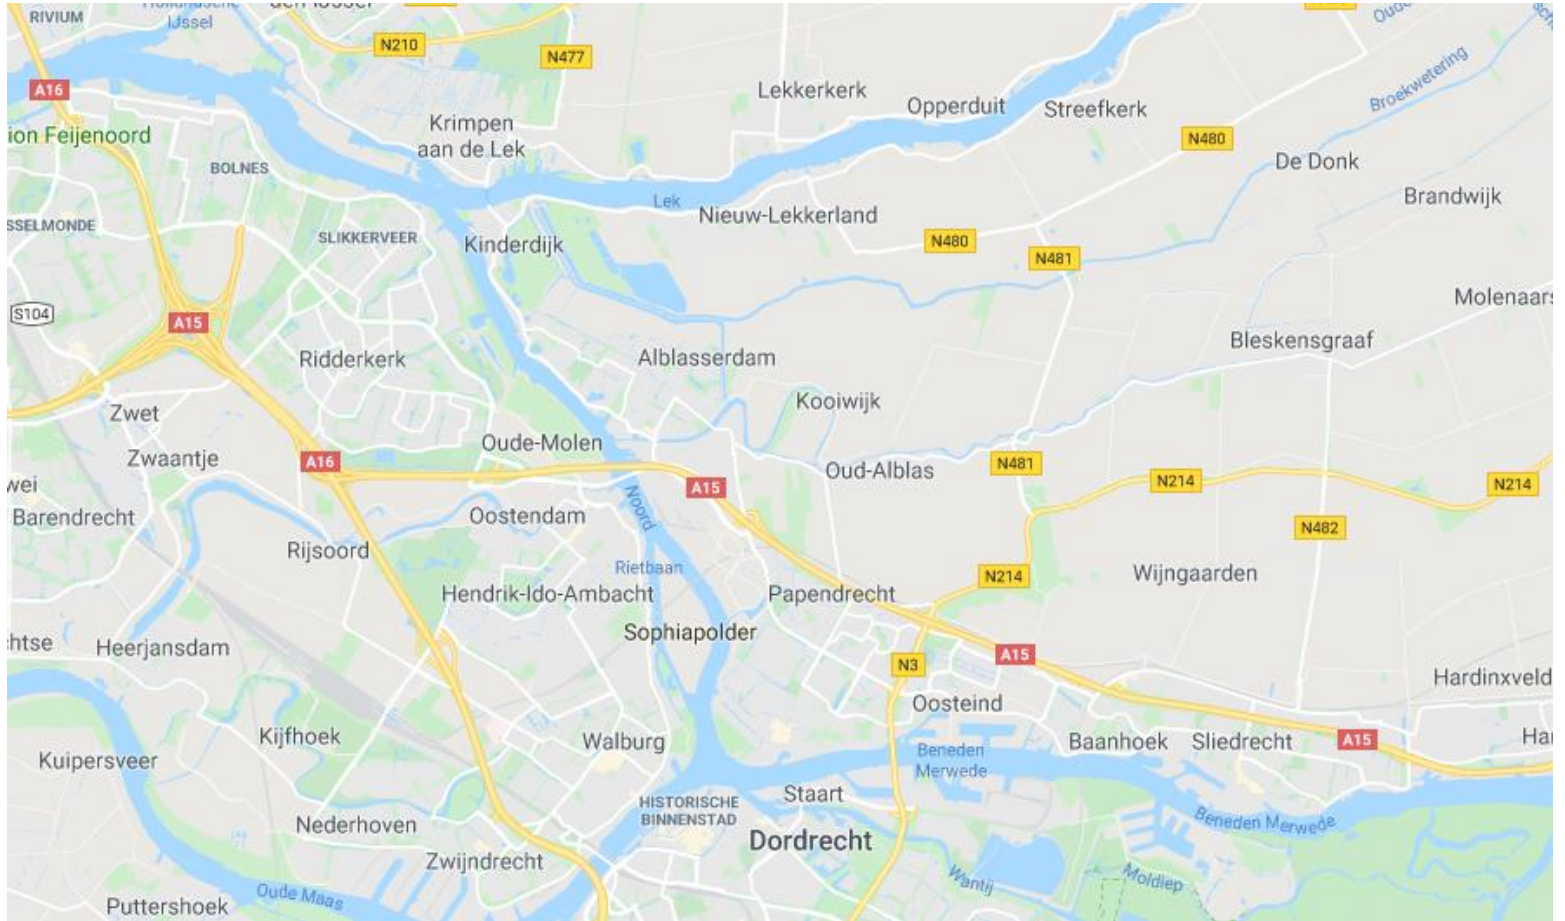 RIVIUM
Hollandsche
IJssel
N210
N477
A16
Lekkerkerk
Opperduit
Streefkerk
Broekwetering
Krimpen
aan de Lek
ion Feijenoord
N480
De Donk
BOLNES
Brandwijk
Lek
Nieuw-Lekkerland
SSELMONDE
SLIKKERVEER
Kinderdijk
N480
N481
Molenaars
S104
A15
Bleskensgraaf
Ridderkerk
Alblasserdam
Kooiwijk
Zwet
Oude-Molen
Zwaantje
A16
Oud-Alblas
N481
N214
N214
wei
A15
Noord
Barendrecht
Oostendam
N482
Rijsoord
Rietbaan
N214
Wijngaarden
Hendrik-Ido-Ambacht
Papendrecht
Sophiapolder
chtse
Heerjansdam
N3
A15
Hardinxveld
Oosteind
Kijfhoek
Walburg
Baanhoek
Sliedrecht
A15
Har
Beneden
Merwede
Kuipersveer
Staart
HISTORISCHE
BINNENSTAD
Beneden Merwede
Nederhoven
Dordrecht
Zwijndrecht
Wantij
Moldiep
Oude Maas
Puttershoek